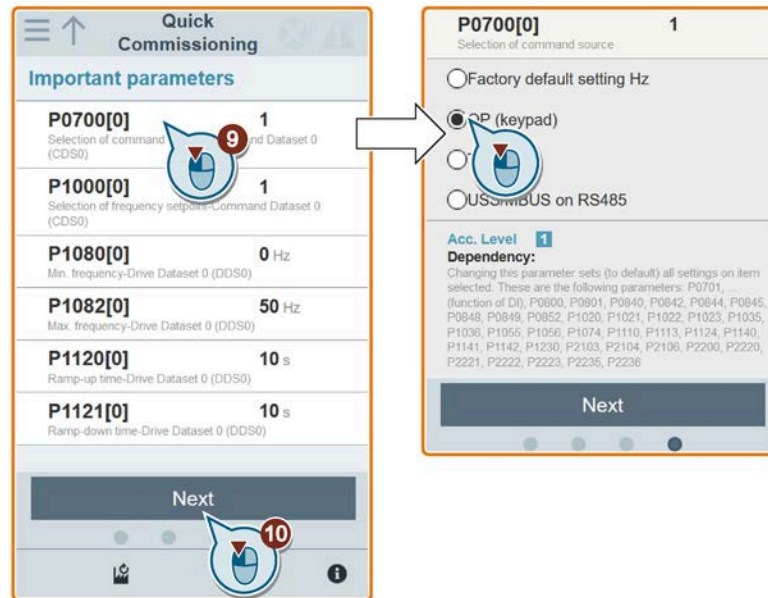 Quick
Commissioning
Important parameters
P0700[0] 1
Selection of command nd Dataset 0
(CDS0)
P1000[0] 1
Selection of frequency setpoint-Command Dataset 0
(CDS0)
P1080[0] 0 Hz
Min. frequency-Drive Dataset 0 (DDS0)
P1082[0] 50 Hz
Max. frequency-Drive Dataset 0 (DDS0)
P1120[0] 10 s
Ramp-up time-Drive Dataset 0 (DDS0)
P1121[0] 10 s
Ramp-down time-Drive Dataset 0 (DDS0)
Next
9
10
P0700[0] 1
Selection of command source
Factory default setting Hz
OP (keypad)
USS/MBUS on RS485
Acc. Level 1
Dependency:
Changing this parameter sets (to default) all settings on item
selected. These are the following parameters: P0701, ...
(function of DI), P0800, P0801, P0840, P0842, P0844, P0845,
P0848, P0849, P0852, P1020, P1021, P1022, P1023, P1035,
P1036, P1055, P1056, P1074, P1110, P1113, P1124, P1140,
P1141, P1142, P1230, P2103, P2104, P2106, P2200, P2220,
P2221, P2222, P2223, P2235, P2236
Next